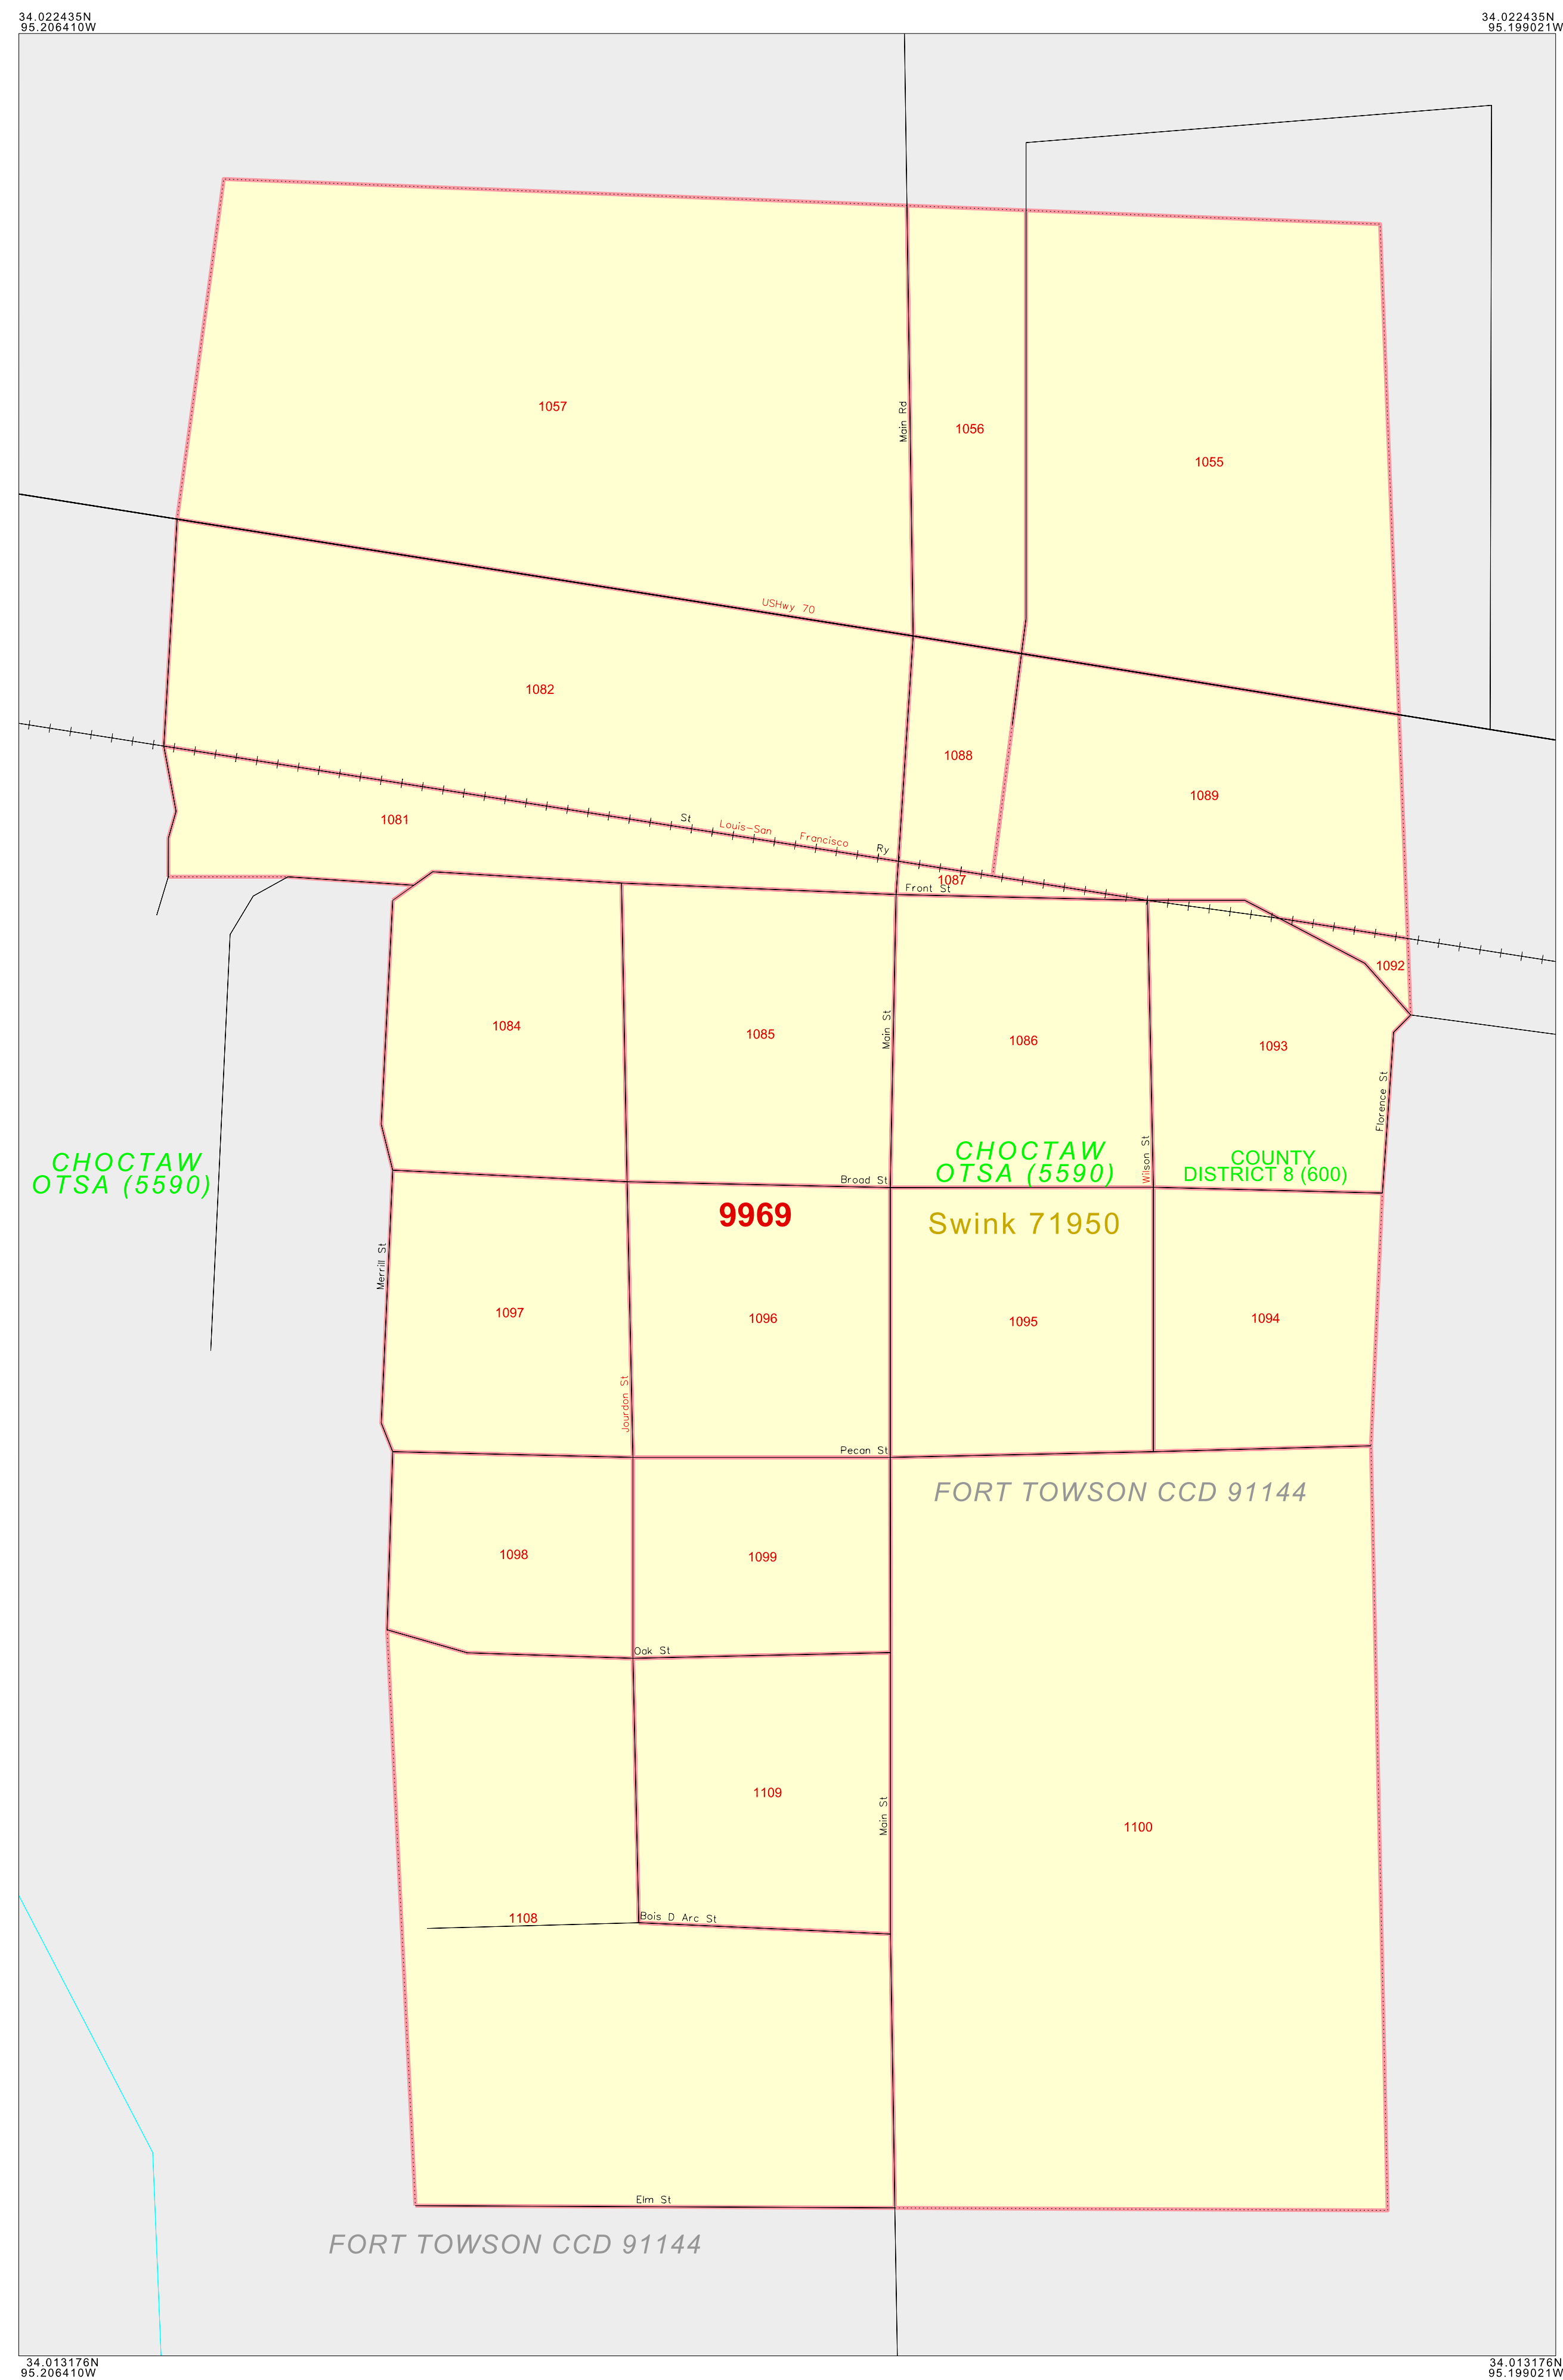 34.022435N
95.206410W
34.022435N
95.199021W
1057
Main Rd
1056
1055
USHwy 70
1082
1088
1089
1081
St
Louis-San
Francisco
Ry
1087
Front St
1092
1084
1085
Main St
1086
1093
Florence St
CHOCTAW
OTSA (5590)
CHOCTAW
OTSA (5590)
Wilson St
COUNTY
DISTRICT 8 (600)
Broad St
9969
Swink 71950
Merrill St
1097
1096
1095
1094
Jourdon St
Pecan St
FORT TOWSON CCD 91144
1098
1099
Oak St
1109
Main St
1100
1108
Bois D Arc St
Elm St
FORT TOWSON CCD 91144
34.013176N
95.206410W
34.013176N
95.199021W